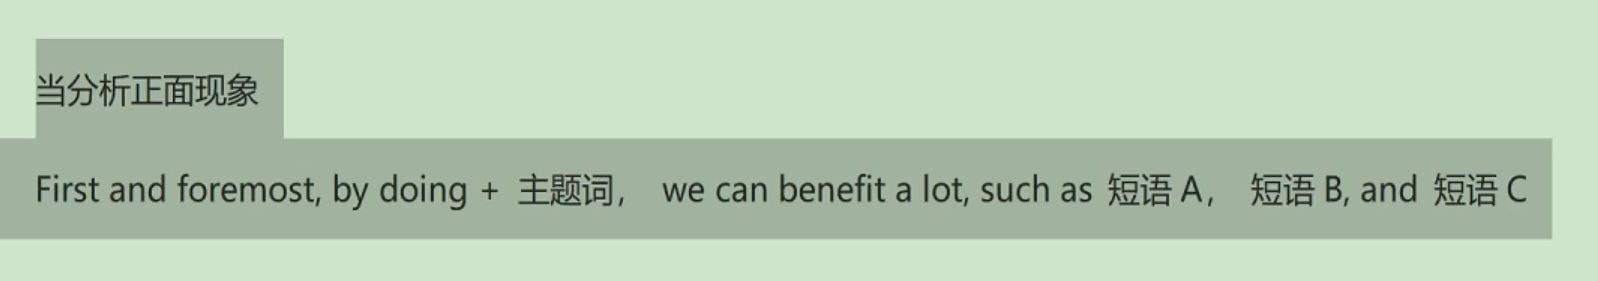 当分析正面现象
First and foremost, by doing + 主题词， we can benefit a lot, such as 短语 A， 短语 B, and 短语 C